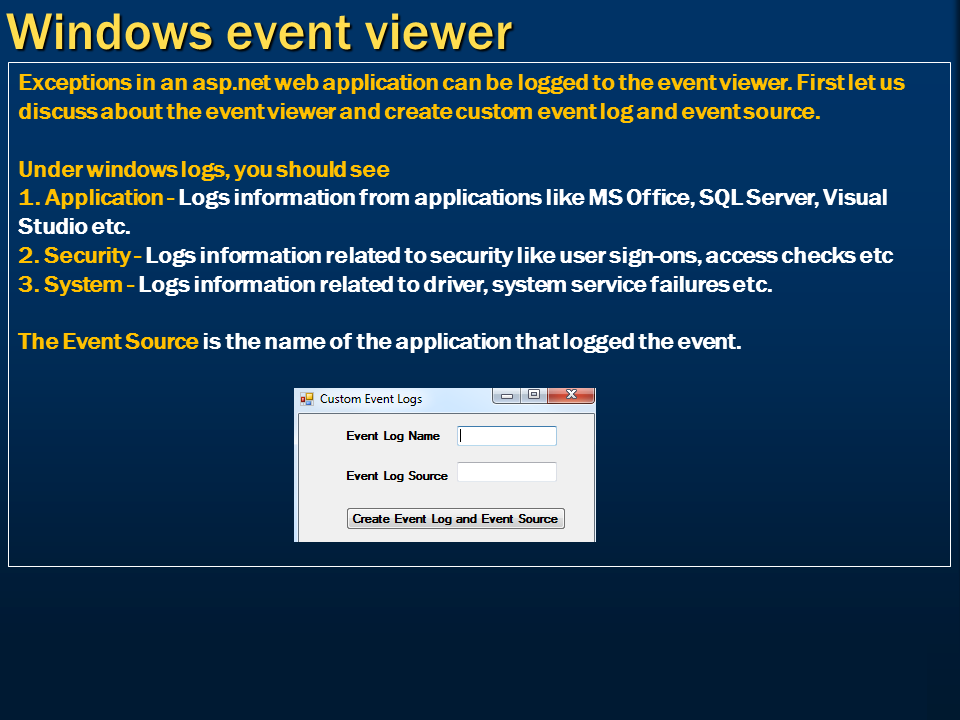 Windows event viewer
Exceptions in an asp.net web application can be logged to the event viewer. First let us
discuss about the event viewer and create custom event log and event source.
Under windows logs, you should see
1. Application - Logs information from applications like MS Office, SQL Server, Visual
Studio etc.
2. Security - Logs information related to security like user sign-ons, access checks etc
3. System - Logs information related to driver, system service failures etc.
The Event Source is the name of the application that logged the event.
Custom Event Logs
Event Log Name
Event Log Source
Create Event Log and Event Source